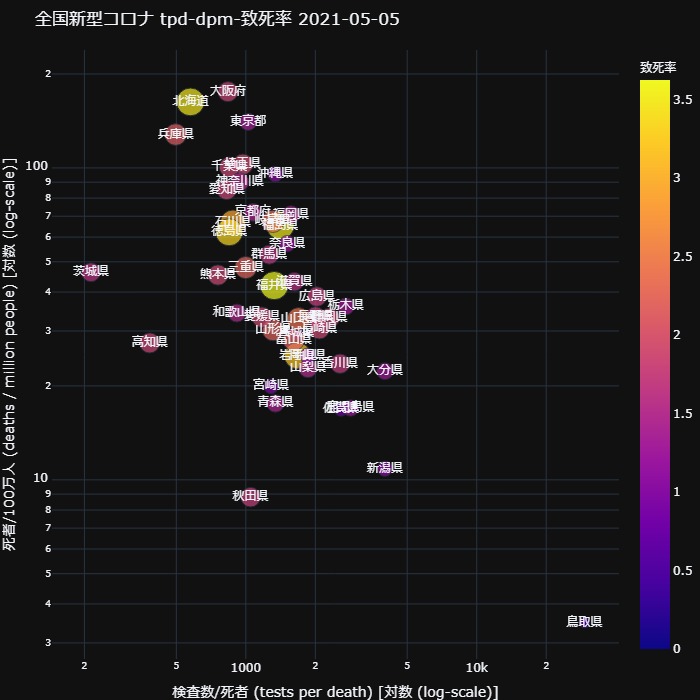 全国新型コロナ tpd-dpm-致死率 2021-05-05
致死率
3.5
3
2.5
2
1.5
1
0.5
0
死者/100万人 (deaths / million people) [対数 (log-scale)]
2
100
9
8
7
6
5
4
3
2
10
9
8
7
6
5
4
3
大阪府
北海道
東京都
兵庫県
千葉県
沖縄県
神奈川県
愛知県
京都府
福岡県
石川県
徳島県
奈良県
群馬県
三重県
茨城県
熊本県
福井県
広島県
栃木県
和歌山県
山形県
高知県
富山県
香川県
山梨県
大分県
宮崎県
青森県
新潟県
秋田県
鳥取県
2
5
1000
2
5
10k
2
検査数/死者 (tests per death) [対数 (log-scale)]